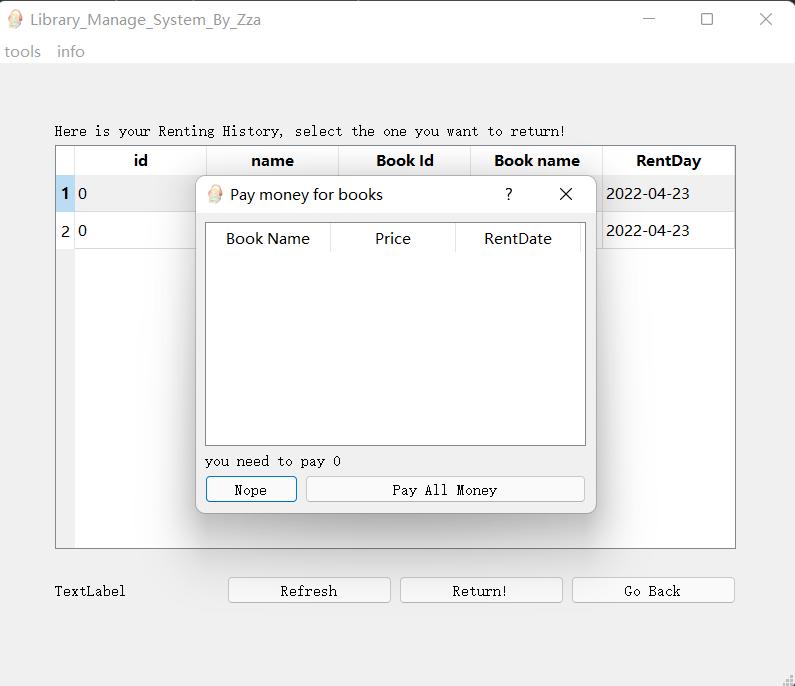 Library_Manage_System_By_Zza
tools info
Here is your Renting History, select the one you want to return!
id name Book Id Book name RentDay
1 0 2022-04-23
2 0 2022-04-23
Pay money for books ?
Book Name Price RentDate
you need to pay 0
Nope Pay All Money
TextLabel Refresh Return! Go Back